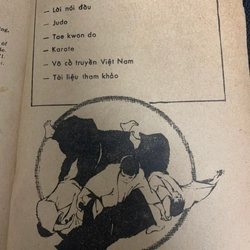 – Lời nói đầu
– Judo
– Tae kwon do
– Karate
– Võ cổ truyền Việt Nam
– Tài liệu tham khảo